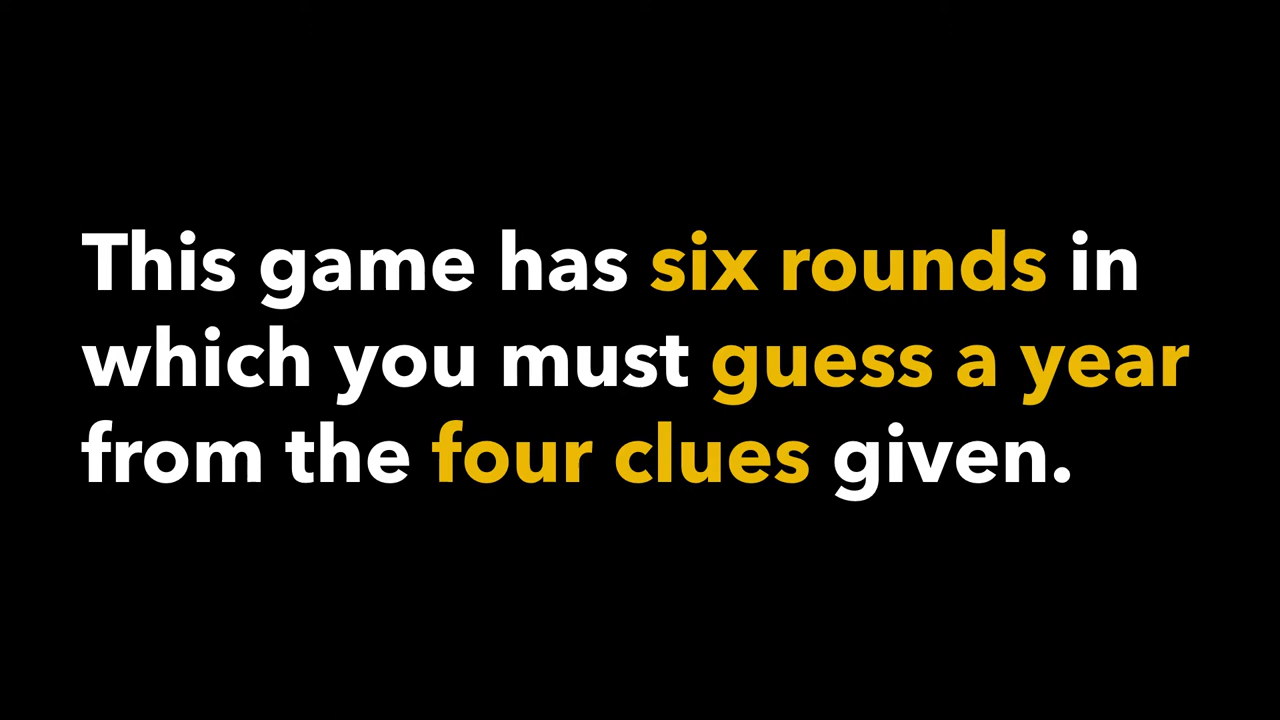 This game has six rounds in
which you must guess a year
from the four clues given.